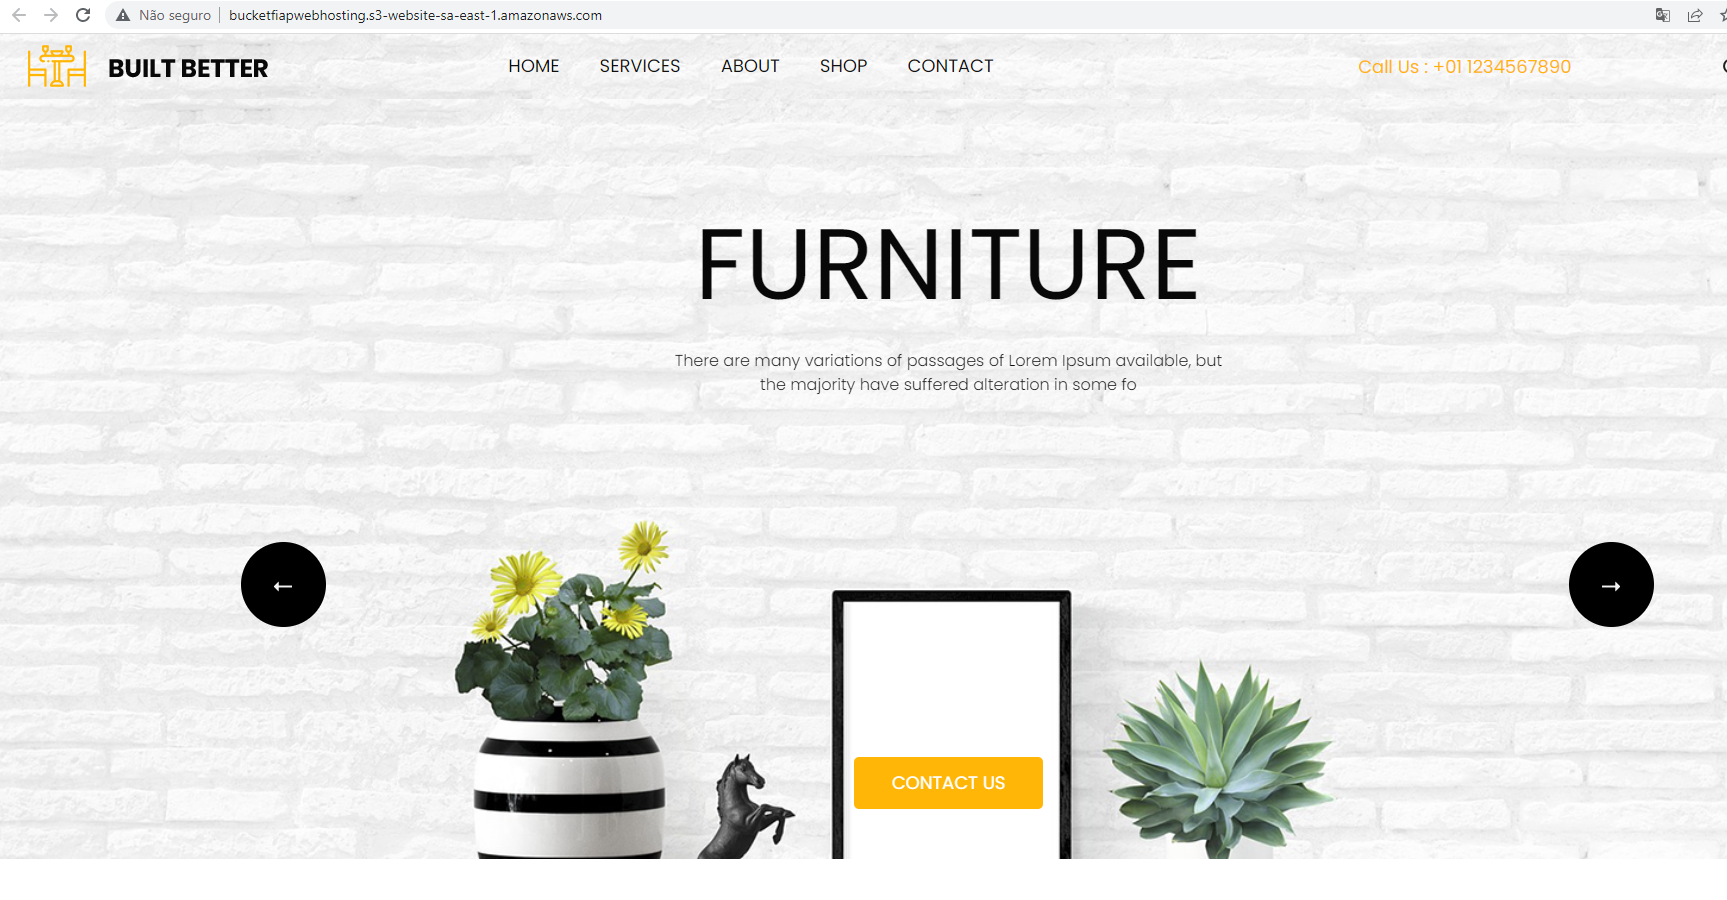 Não seguro
bucketfiapwebhosting.s3-website-sa-east-1.amazonaws.com
BUILT BETTER
HOME
SERVICES
ABOUT
SHOP
CONTACT
Call Us : +01 1234567890
FURNITURE
There are many variations of passages of Lorem Ipsum available, but
the majority have suffered alteration in some fo
CONTACT US